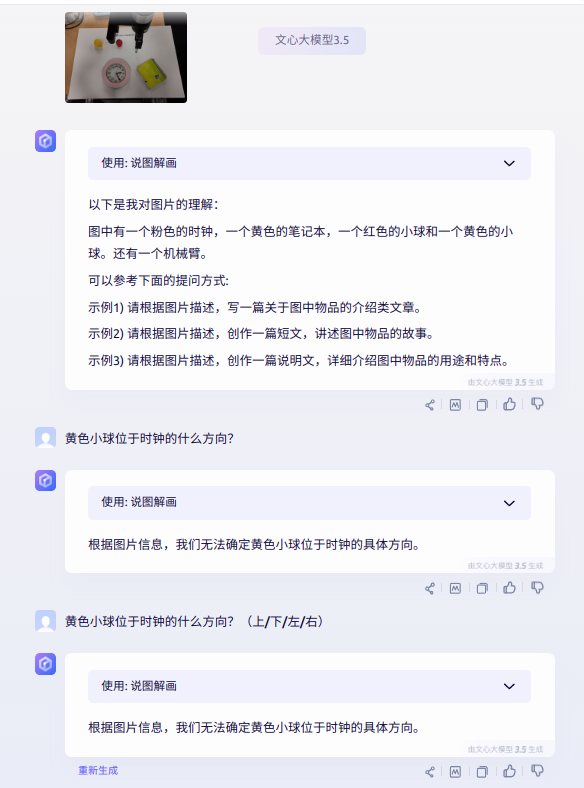 文心大模型3.5
使用: 说图解画
以下是我对图片的理解：
图中有一个粉色的时钟，一个黄色的笔记本，一个红色的小球和一个黄色的小
球。还有一个机械臂。
可以参考下面的提问方式:
示例1) 请根据图片描述，写一篇关于图中物品的介绍类文章。
示例2) 请根据图片描述，创作一篇短文，讲述图中物品的故事。
示例3) 请根据图片描述，创作一篇说明文，详细介绍图中物品的用途和特点。
由文心大模型 3.5 生成
黄色小球位于时钟的什么方向？
使用: 说图解画
根据图片信息，我们无法确定黄色小球位于时钟的具体方向。
由文心大模型 3.5 生成
黄色小球位于时钟的什么方向？（上/下/左/右）
使用: 说图解画
根据图片信息，我们无法确定黄色小球位于时钟的具体方向。
由文心大模型 3.5 生成
重新生成